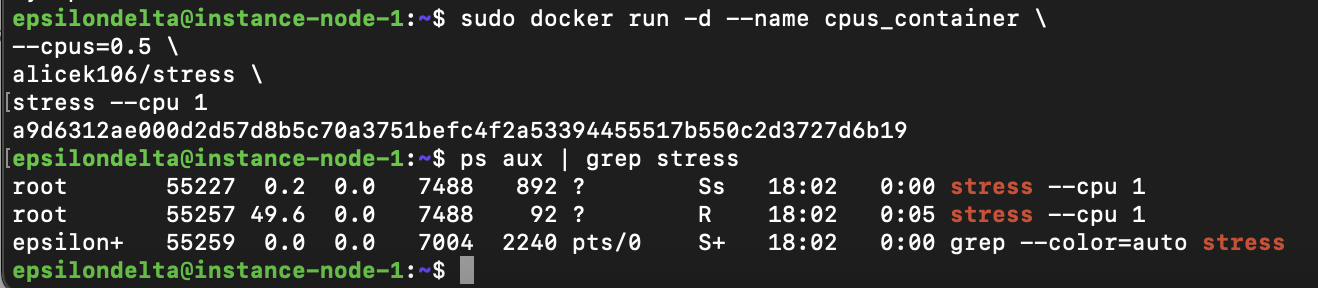 epsilondelta@instance-node-1:~$ sudo docker run -d --name cpus_container \
--cpus=0.5 \
alicek106/stress \
stress --cpu 1
a9d6312ae000d2d57d8b5c70a3751befc4f2a53394455517b550c2d3727d6b19
epsilondelta@instance-node-1:~$ ps aux | grep stress
root       55227  0.2  0.0   7488   892 ?        Ss   18:02   0:00 stress --cpu 1
root       55257 49.6  0.0   7488    92 ?        R    18:02   0:05 stress --cpu 1
epsilon+   55259  0.0  0.0   7004  2240 pts/0    S+   18:02   0:00 grep --color=auto stress
epsilondelta@instance-node-1:~$